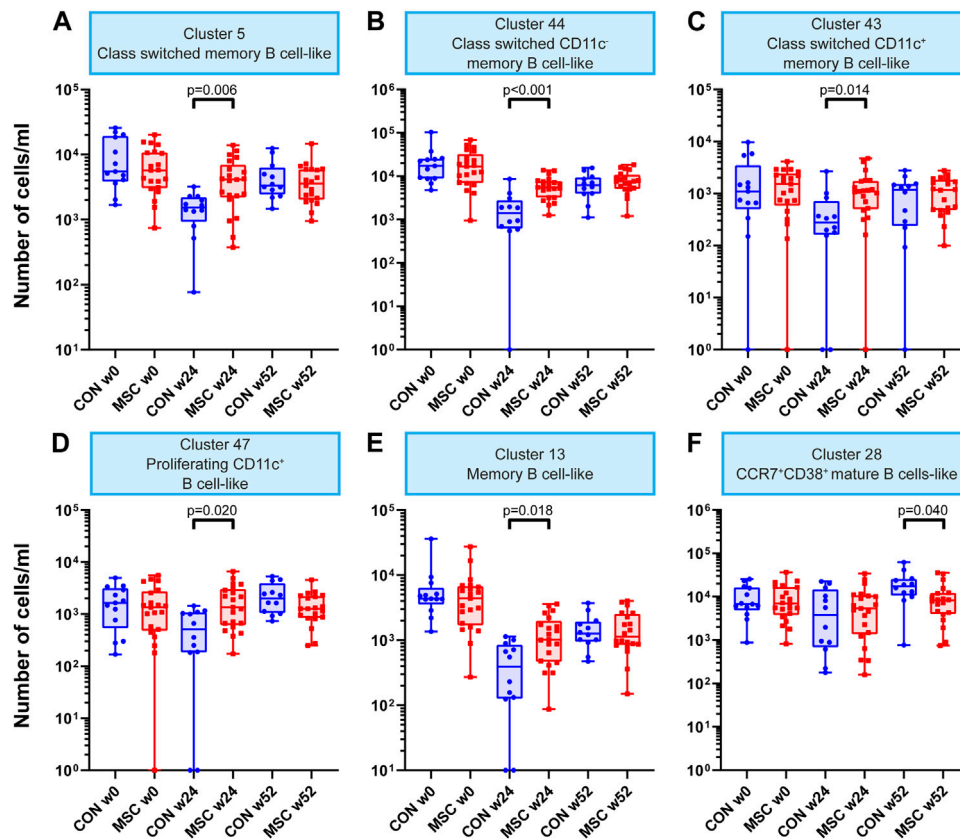 A
Cluster 5
Class switched memory B cell-like
B
Cluster 44
Class switched CD11c⁻
memory B cell-like
C
Cluster 43
Class switched CD11c⁺
memory B cell-like
Number of cells/ml
p=0.006
10⁵
10⁴
10³
10²
10¹
CON w0
MSC w0
CON w24
MSC w24
CON w52
MSC w52
p<0.001
10⁶
10⁵
10⁴
10³
10²
10¹
10⁰
CON w0
MSC w0
CON w24
MSC w24
CON w52
MSC w52
p=0.014
10⁵
10⁴
10³
10²
10¹
10⁰
CON w0
MSC w0
CON w24
MSC w24
CON w52
MSC w52
D
Cluster 47
Proliferating CD11c⁺
B cell-like
E
Cluster 13
Memory B cell-like
F
Cluster 28
CCR7⁺CD38⁺ mature B cells-like
Number of cells/ml
p=0.020
10⁵
10⁴
10³
10²
10¹
10⁰
CON w0
MSC w0
CON w24
MSC w24
CON w52
MSC w52
p=0.018
10⁵
10⁴
10³
10²
10¹
CON w0
MSC w0
CON w24
MSC w24
CON w52
MSC w52
p=0.040
10⁶
10⁵
10⁴
10³
10²
10¹
10⁰
CON w0
MSC w0
CON w24
MSC w24
CON w52
MSC w52